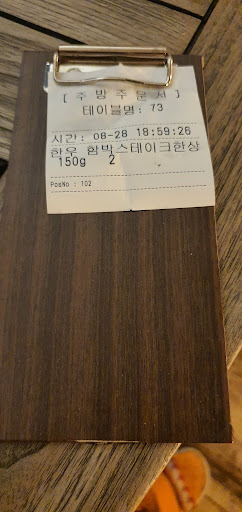 [ 주 방 주 문 서 ]
테이블명: 73
시간: 08-28 18:59:26
한우 함박스테이크한상
150g 2
PosNo : 102